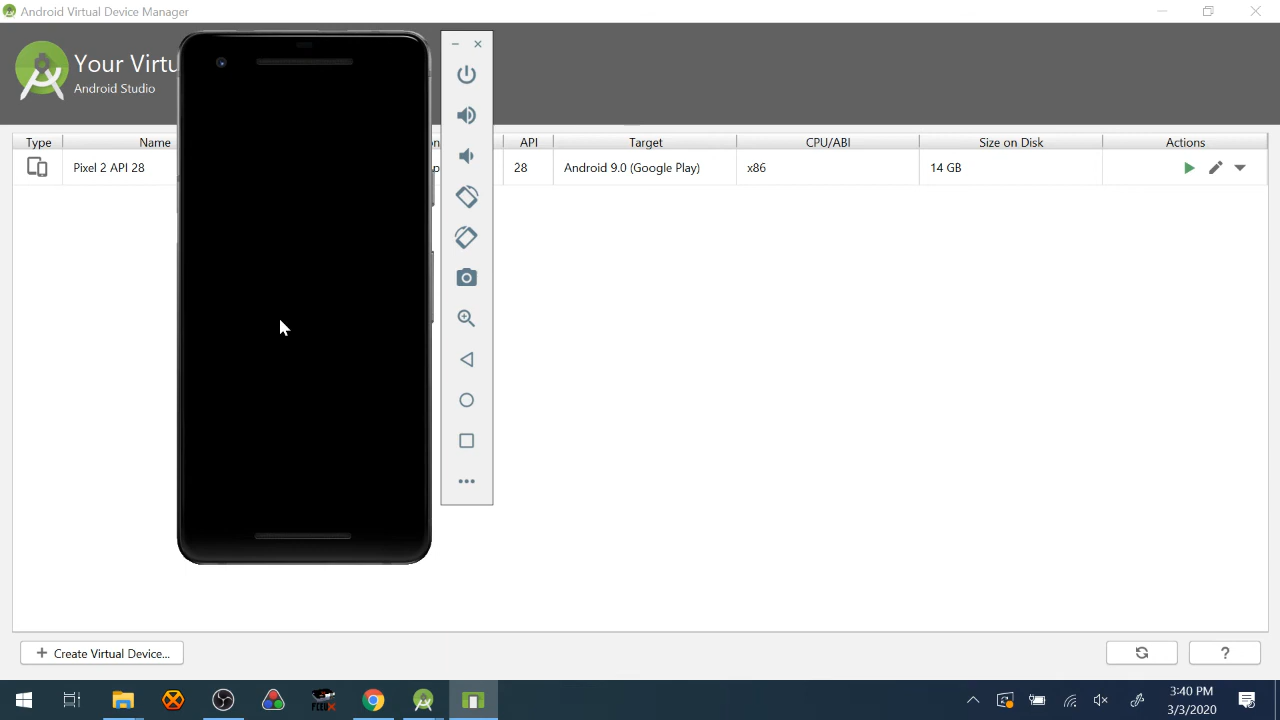 Android Virtual Device Manager
Your Virtu
Android Studio
Type Name API Target CPU/ABI Size on Disk Actions
Pixel 2 API 28 28 Android 9.0 (Google Play) x86 14 GB
+ Create Virtual Device...
?
PIXUX
3:40 PM
3/3/2020